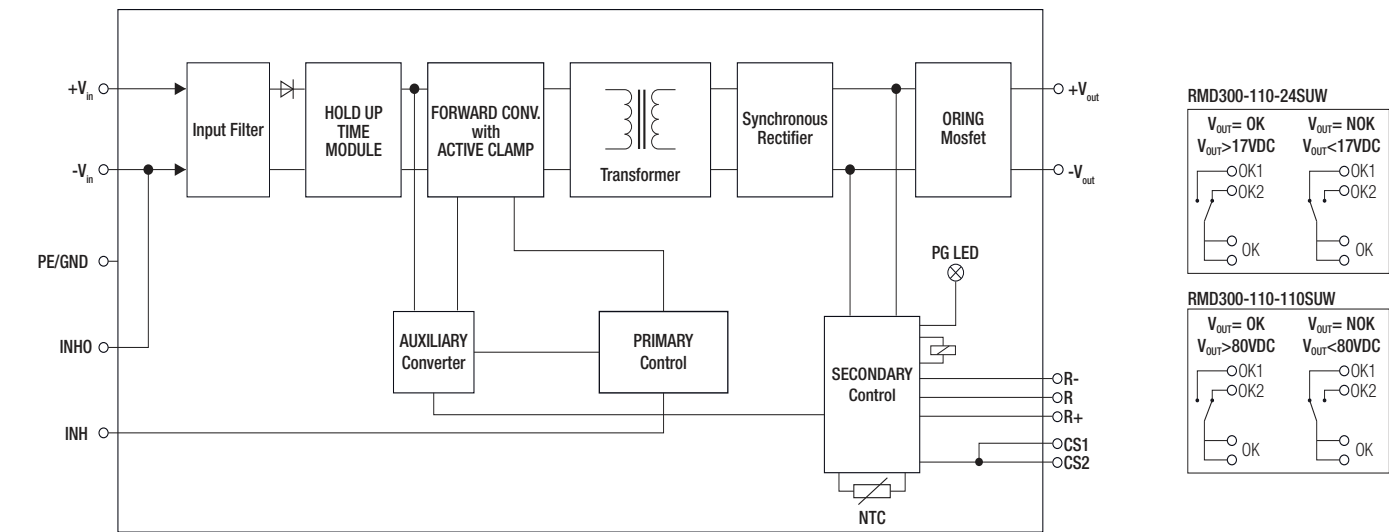 +Vin
-Vin
PE/GND
INHO
INH
Input Filter
HOLD UP
TIME
MODULE
FORWARD CONV.
with
ACTIVE CLAMP
Transformer
Synchronous
Rectifier
ORING
Mosfet
+Vout
-Vout
PG LED
AUXILIARY
Converter
PRIMARY
Control
SECONDARY
Control
R-
R
R+
CS1
CS2
NTC
RMD300-110-24SUW
VOUT= OK VOUT= NOK
VOUT>17VDC VOUT<17VDC
OK1 OK1
OK2 OK2
OK OK
RMD300-110-110SUW
VOUT= OK VOUT= NOK
VOUT>80VDC VOUT<80VDC
OK1 OK1
OK2 OK2
OK OK